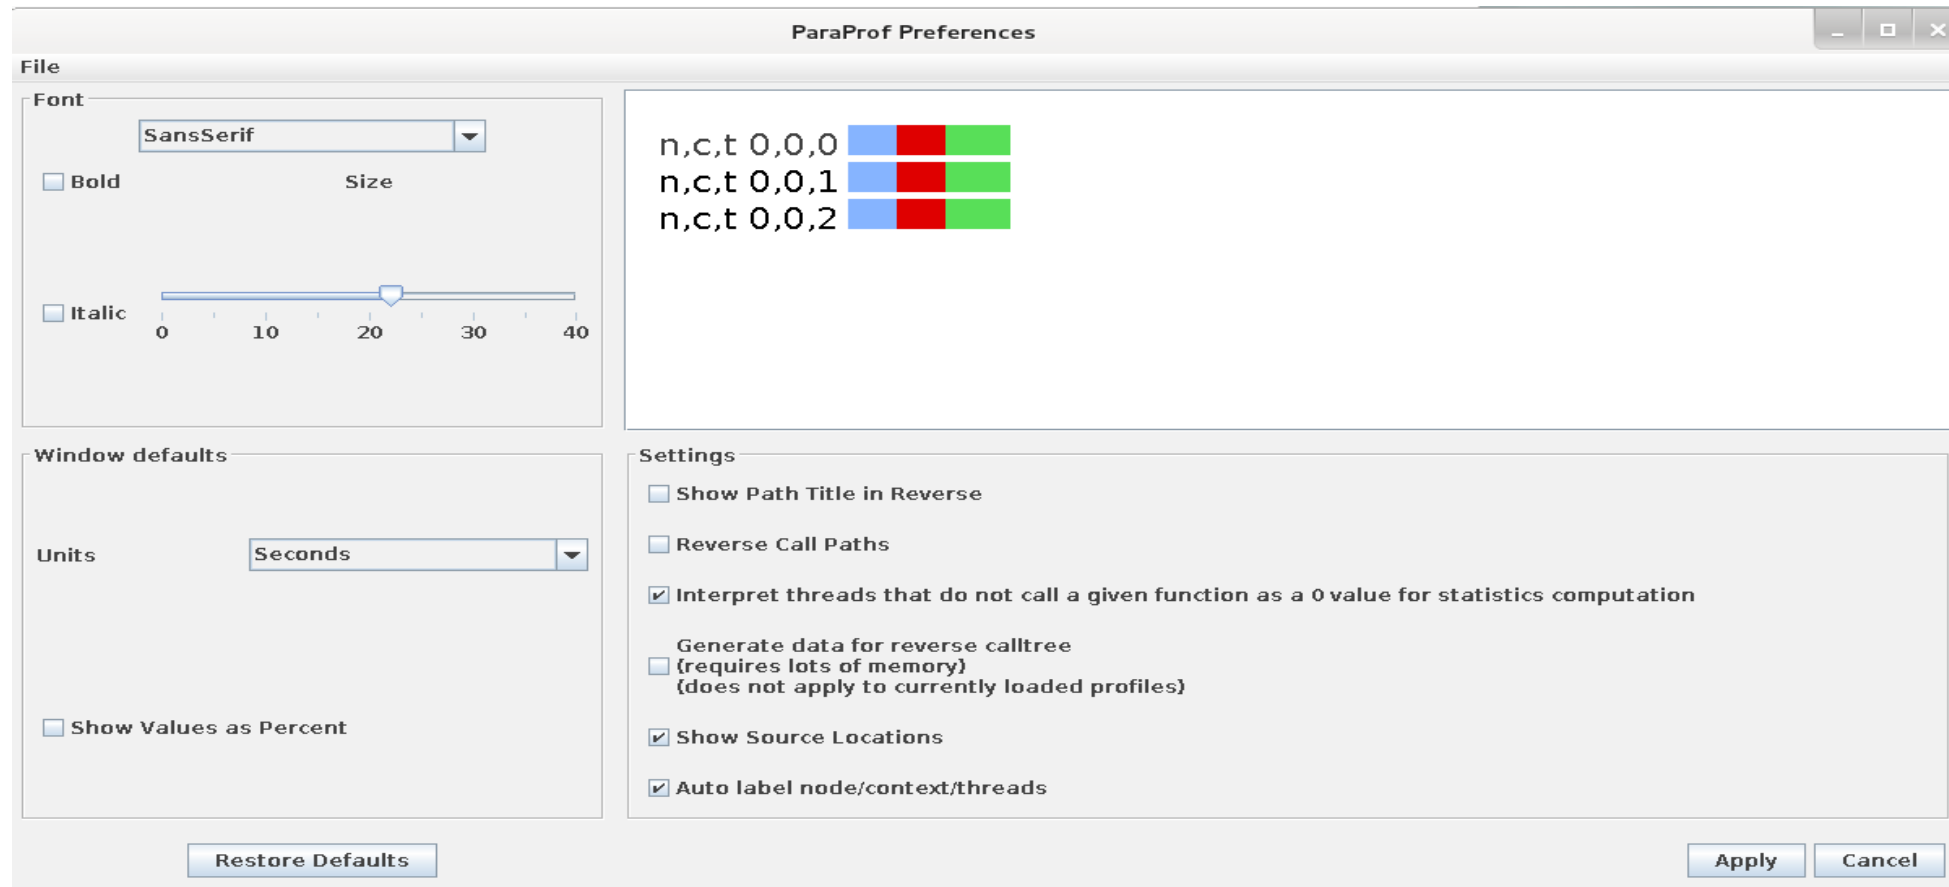 ParaProf Preferences
File
Font
SansSerif
Bold
Size
Italic
0 10 20 30 40
n,c,t 0,0,0
n,c,t 0,0,1
n,c,t 0,0,2
Window defaults
Units
Seconds
Show Values as Percent
Settings
Show Path Title in Reverse
Reverse Call Paths
Interpret threads that do not call a given function as a 0 value for statistics computation
Generate data for reverse calltree
(requires lots of memory)
(does not apply to currently loaded profiles)
Show Source Locations
Auto label node/context/threads
Restore Defaults
Apply
Cancel